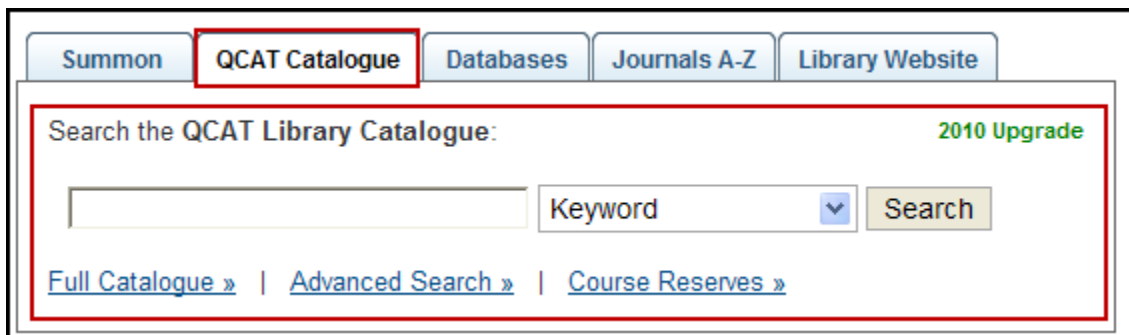 Summon QCAT Catalogue Databases Journals A-Z Library Website
Search the QCAT Library Catalogue: 2010 Upgrade
Keyword Search
Full Catalogue » | Advanced Search » | Course Reserves »